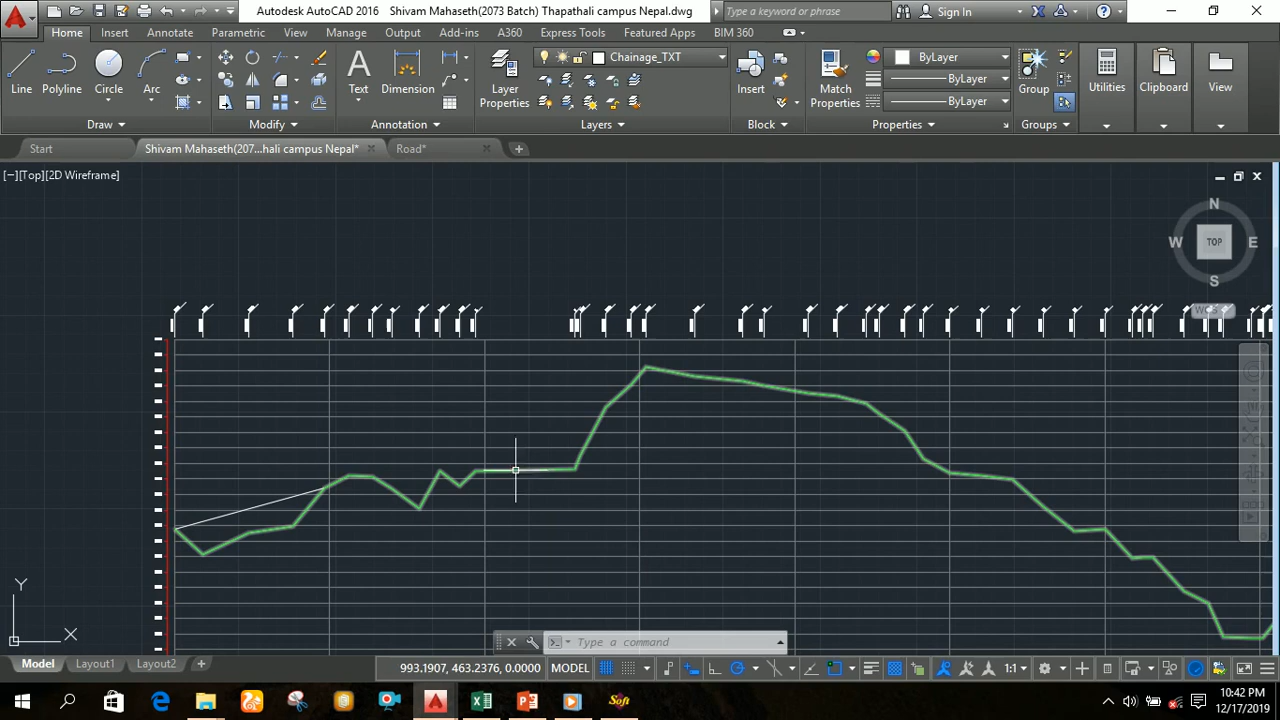 Autodesk AutoCAD 2016 Shivam Mahaseth(2073 Batch) Thapathali campus Nepal.dwg Type a keyword or phrase Sign In
Home Insert Annotate Parametric View Manage Output Add-ins A360 Express Tools Featured Apps BIM 360
Line Polyline Circle Arc Text Dimension Layer Properties Chainage_TXT Insert Match Properties ByLayer ByLayer ByLayer Group Utilities Clipboard View
Draw Modify Annotation Layers Block Properties Groups
Start Shivam Mahaseth(207...hali campus Nepal* Road*
[−][Top][2D Wireframe]
N
W TOP E
S
WCS
Y
X
Type a command
Model Layout1 Layout2 993.1907, 463.2376, 0.0000 MODEL 1:1
Sofi
10:42 PM
12/17/2019